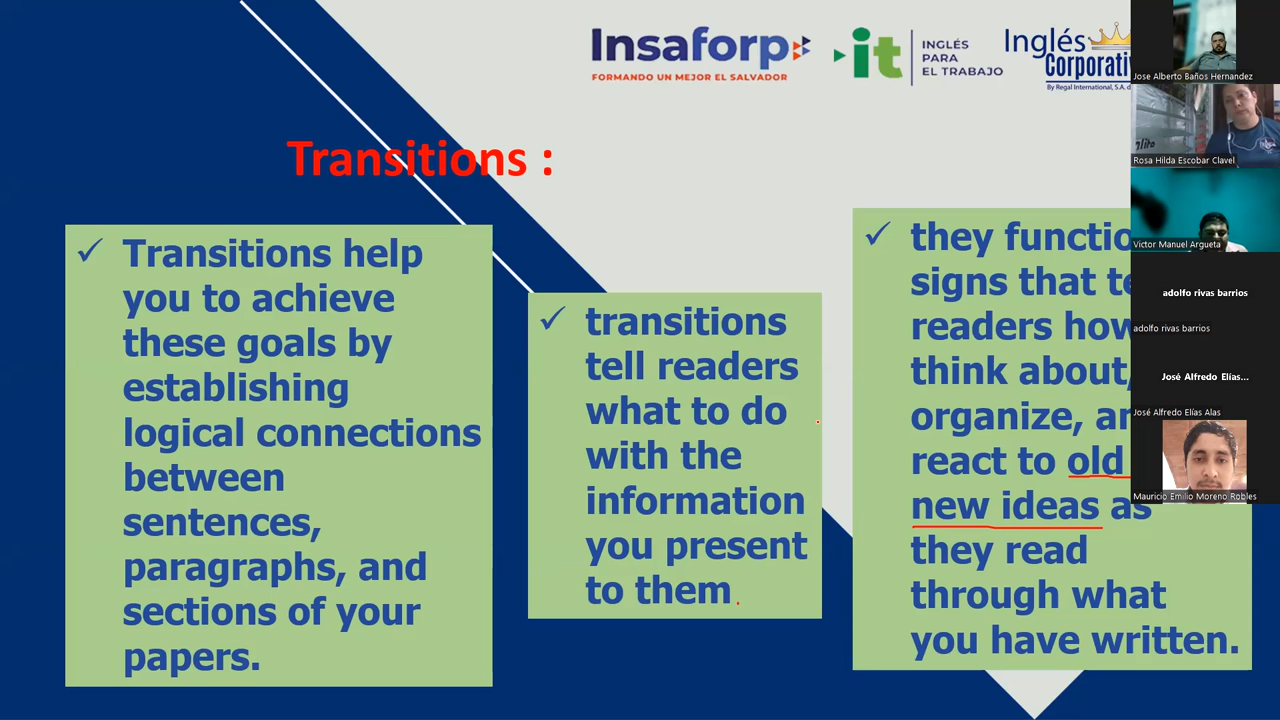 Insaforp
FORMANDO UN MEJOR EL SALVADOR
it
INGLÉS
PARA
EL TRABAJO
Inglés
By Regal International, S.A.
Transitions :
✓ Transitions help
you to achieve
these goals by
establishing
logical connections
between
sentences,
paragraphs, and
sections of your
papers.
✓ transitions
tell readers
what to do
with the
information
you present
to them
✓ they
signs that
readers how
think about,
organize,
react to old
new ideas as
they read
through what
you have written.
Jose Alberto Baños Hernandez
Rosa Hilda Escobar Clavel
Victor Manuel Argueta
adolfo rivas barrios
adolfo rivas barrios
José Alfredo Elías...
José Alfredo Elías Alas
Mauricio Emilio Moreno Robles